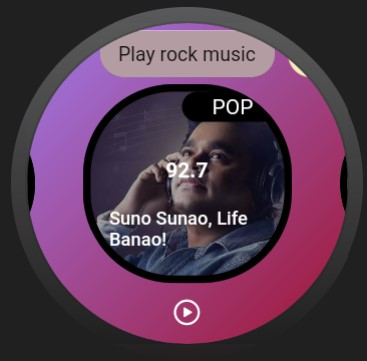 Play rock music
POP
92.7
Suno Sunao, Life
Banao!